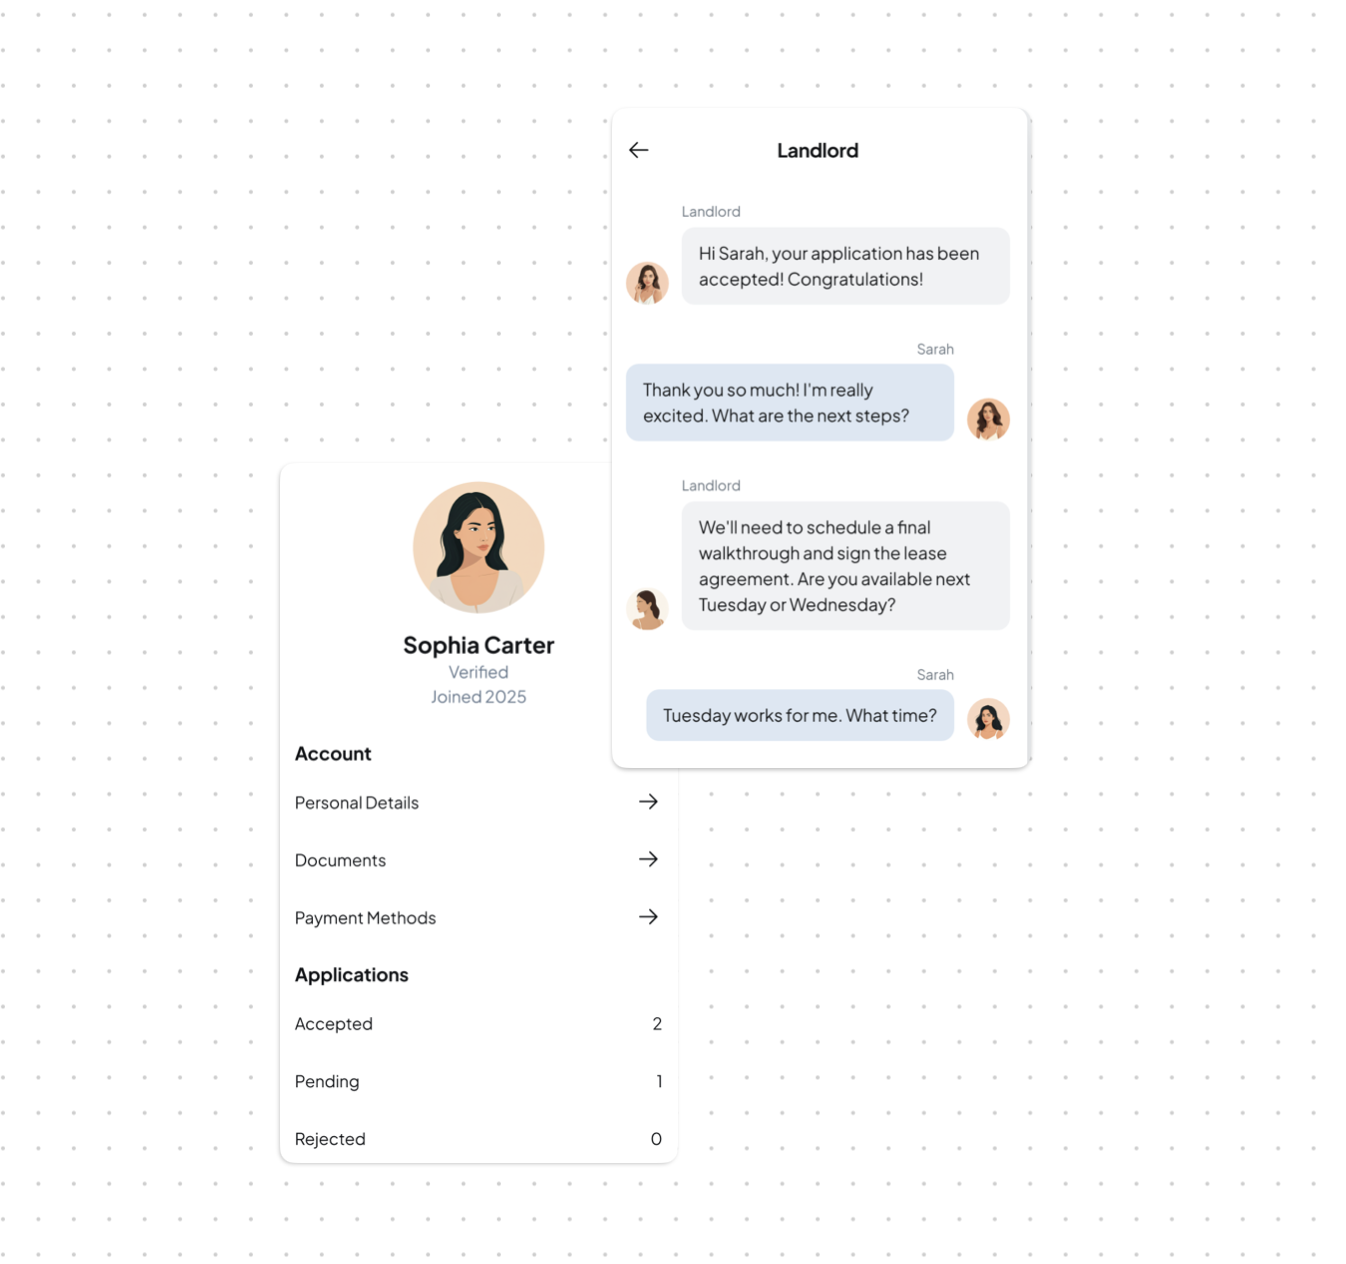 Landlord
Landlord
Hi Sarah, your application has been
accepted! Congratulations!
Sarah
Thank you so much! I'm really
excited. What are the next steps?
Landlord
We'll need to schedule a final
walkthrough and sign the lease
agreement. Are you available next
Tuesday or Wednesday?
Sarah
Tuesday works for me. What time?
Sophia Carter
Verified
Joined 2025
Account
Personal Details
Documents
Payment Methods
Applications
Accepted 2
Pending 1
Rejected 0